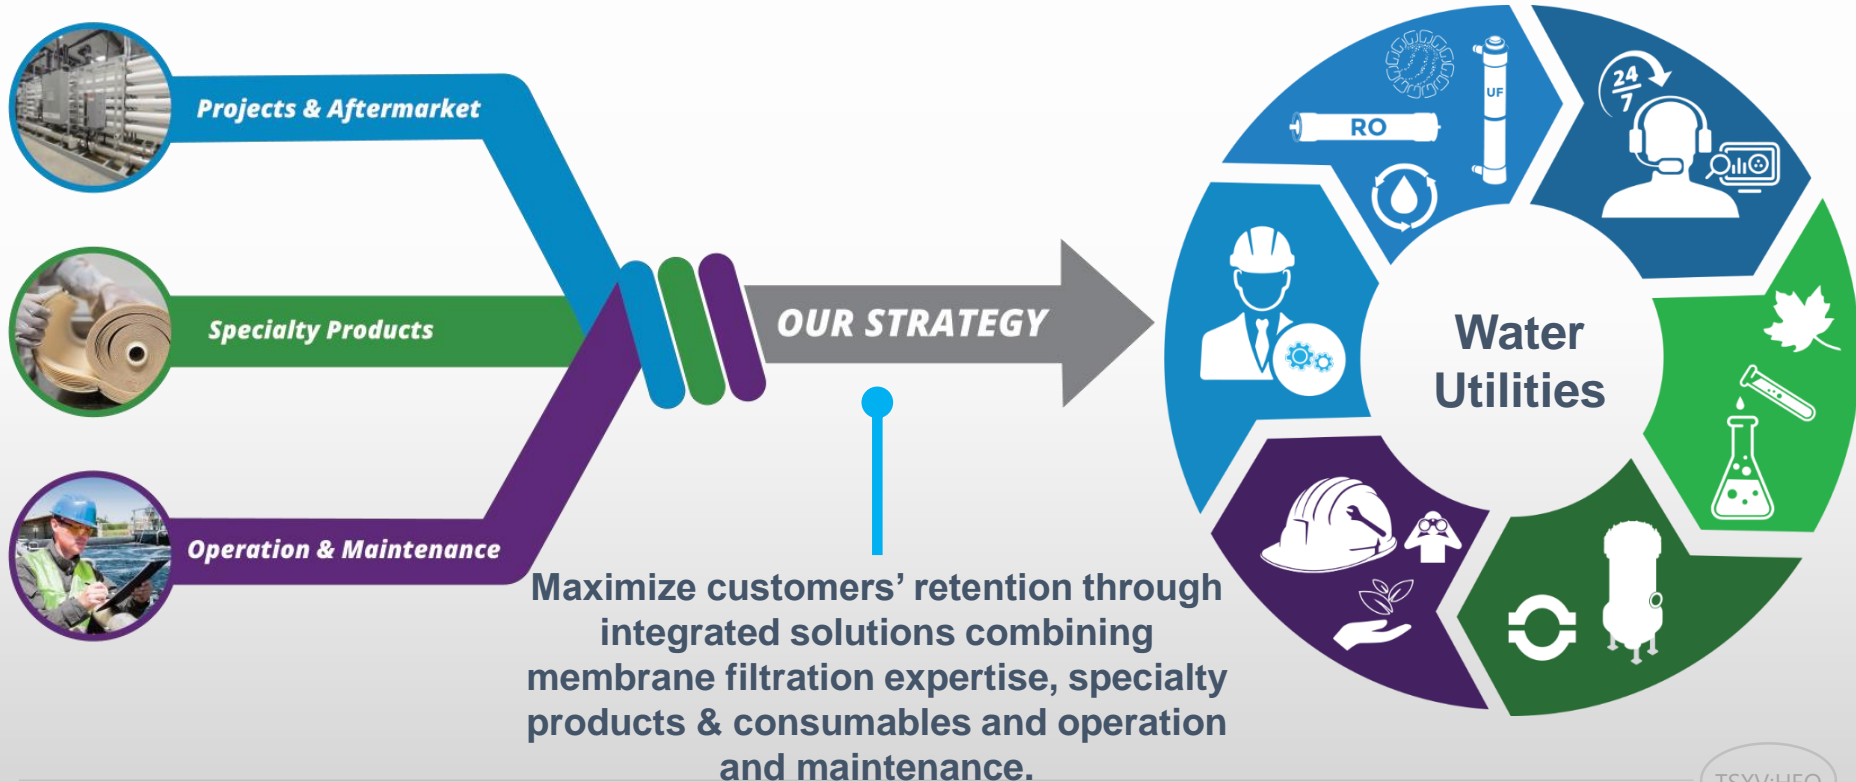 Projects & Aftermarket
Specialty Products
Operation & Maintenance
OUR STRATEGY
Maximize customers’ retention through
integrated solutions combining
membrane filtration expertise, specialty
products & consumables and operation
and maintenance.
24
7
UF
RO
Water
Utilities